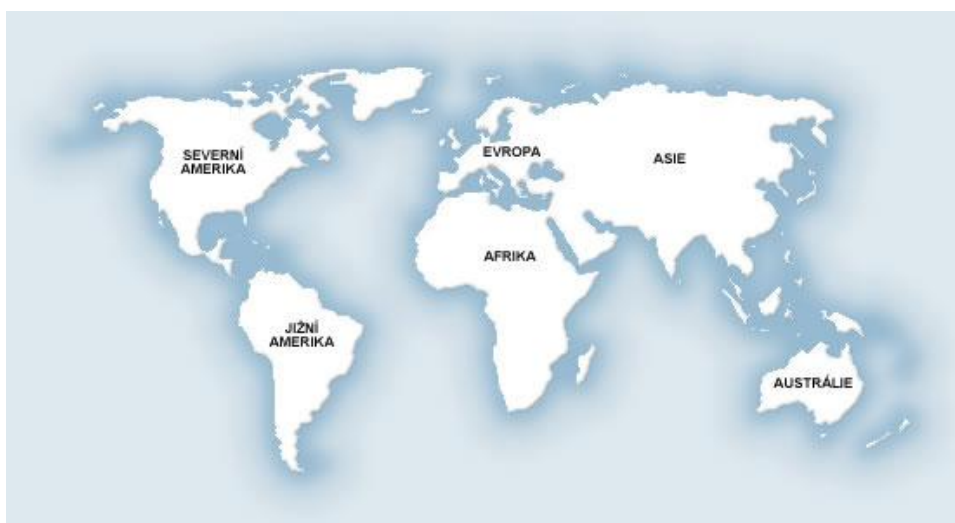 SEVERNÍ
AMERIKA
EVROPA
ASIE
AFRIKA
JIŽNÍ
AMERIKA
AUSTRÁLIE